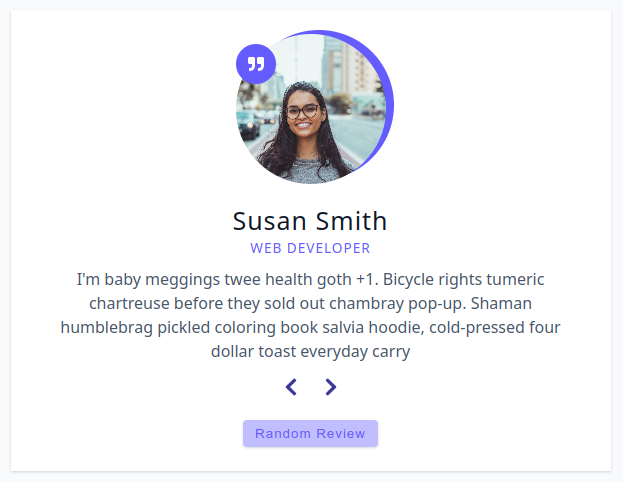 Susan Smith
WEB DEVELOPER
I'm baby meggings twee health goth +1. Bicycle rights tumeric
chartreuse before they sold out chambray pop-up. Shaman
humblebrag pickled coloring book salvia hoodie, cold-pressed four
dollar toast everyday carry
Random Review